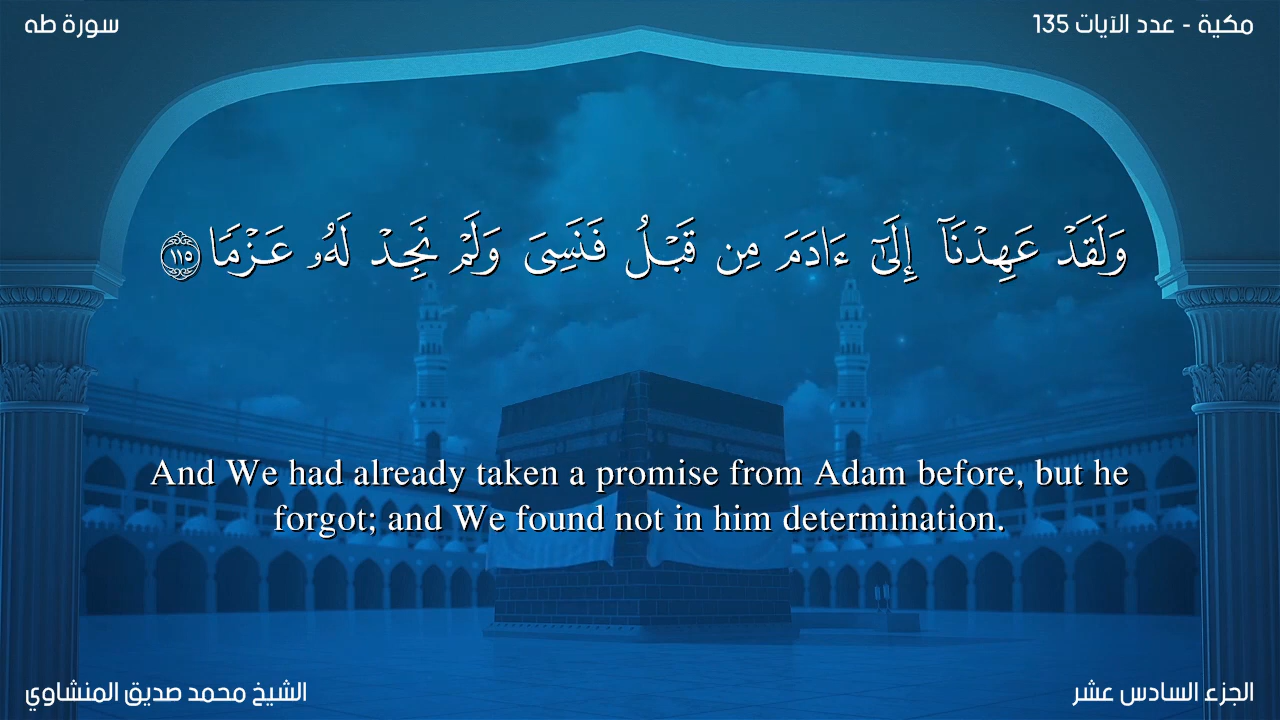 سورة طه
مكية - عدد الآيات 135
وَلَقَدْ عَهِدْنَآ إِلَىٰٓ ءَادَمَ مِن قَبْلُ فَنَسِىَ وَلَمْ نَجِدْ لَهُۥ عَزْمًا ١١٥
And We had already taken a promise from Adam before, but he
forgot; and We found not in him determination.
الشيخ محمد صديق المنشاوي
الجزء السادس عشر